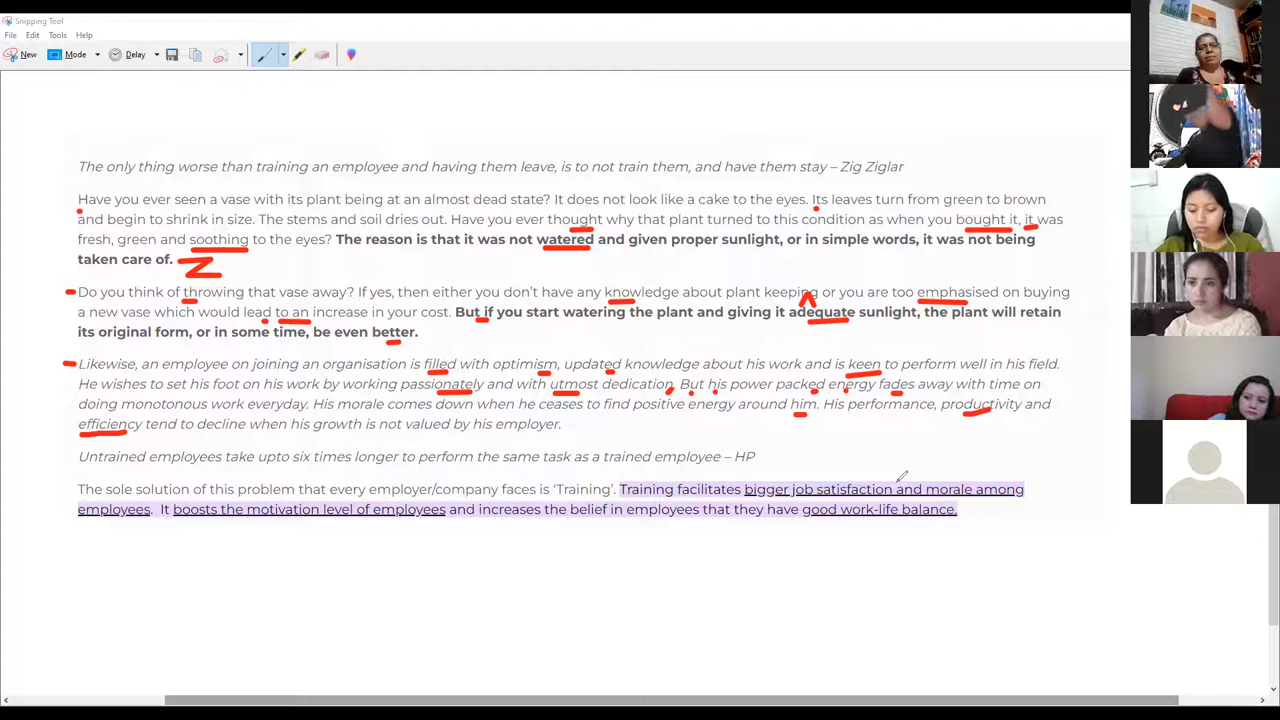 Snipping Tool
File Edit Tools Help
New Mode Delay
The only thing worse than training an employee and having them leave, is to not train them, and have them stay – Zig Ziglar
Have you ever seen a vase with its plant being at an almost dead state? It does not look like a cake to the eyes. Its leaves turn from green to brown
and begin to shrink in size. The stems and soil dries out. Have you ever thought why that plant turned to this condition as when you bought it, it was
fresh, green and soothing to the eyes? The reason is that it was not watered and given proper sunlight, or in simple words, it was not being
taken care of.
Do you think of throwing that vase away? If yes, then either you don't have any knowledge about plant keeping or you are too emphasised on buying
a new vase which would lead to an increase in your cost. But if you start watering the plant and giving it adequate sunlight, the plant will retain
its original form, or in some time, be even better.
Likewise, an employee on joining an organisation is filled with optimism, updated knowledge about his work and is keen to perform well in his field.
He wishes to set his foot on his work by working passionately and with utmost dedication, But his power packed energy fades away with time on
doing monotonous work everyday. His morale comes down when he ceases to find positive energy around him. His performance, productivity and
efficiency tend to decline when his growth is not valued by his employer.
Untrained employees take upto six times longer to perform the same task as a trained employee – HP
The sole solution of this problem that every employer/company faces is 'Training'. Training facilitates bigger job satisfaction and morale among
employees. It boosts the motivation level of employees and increases the belief in employees that they have good work-life balance.